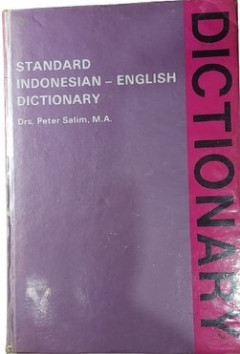 STANDARD
INDONESIAN – ENGLISH
DICTIONARY
Drs. Peter Salim, M.A.
DICTIONARY